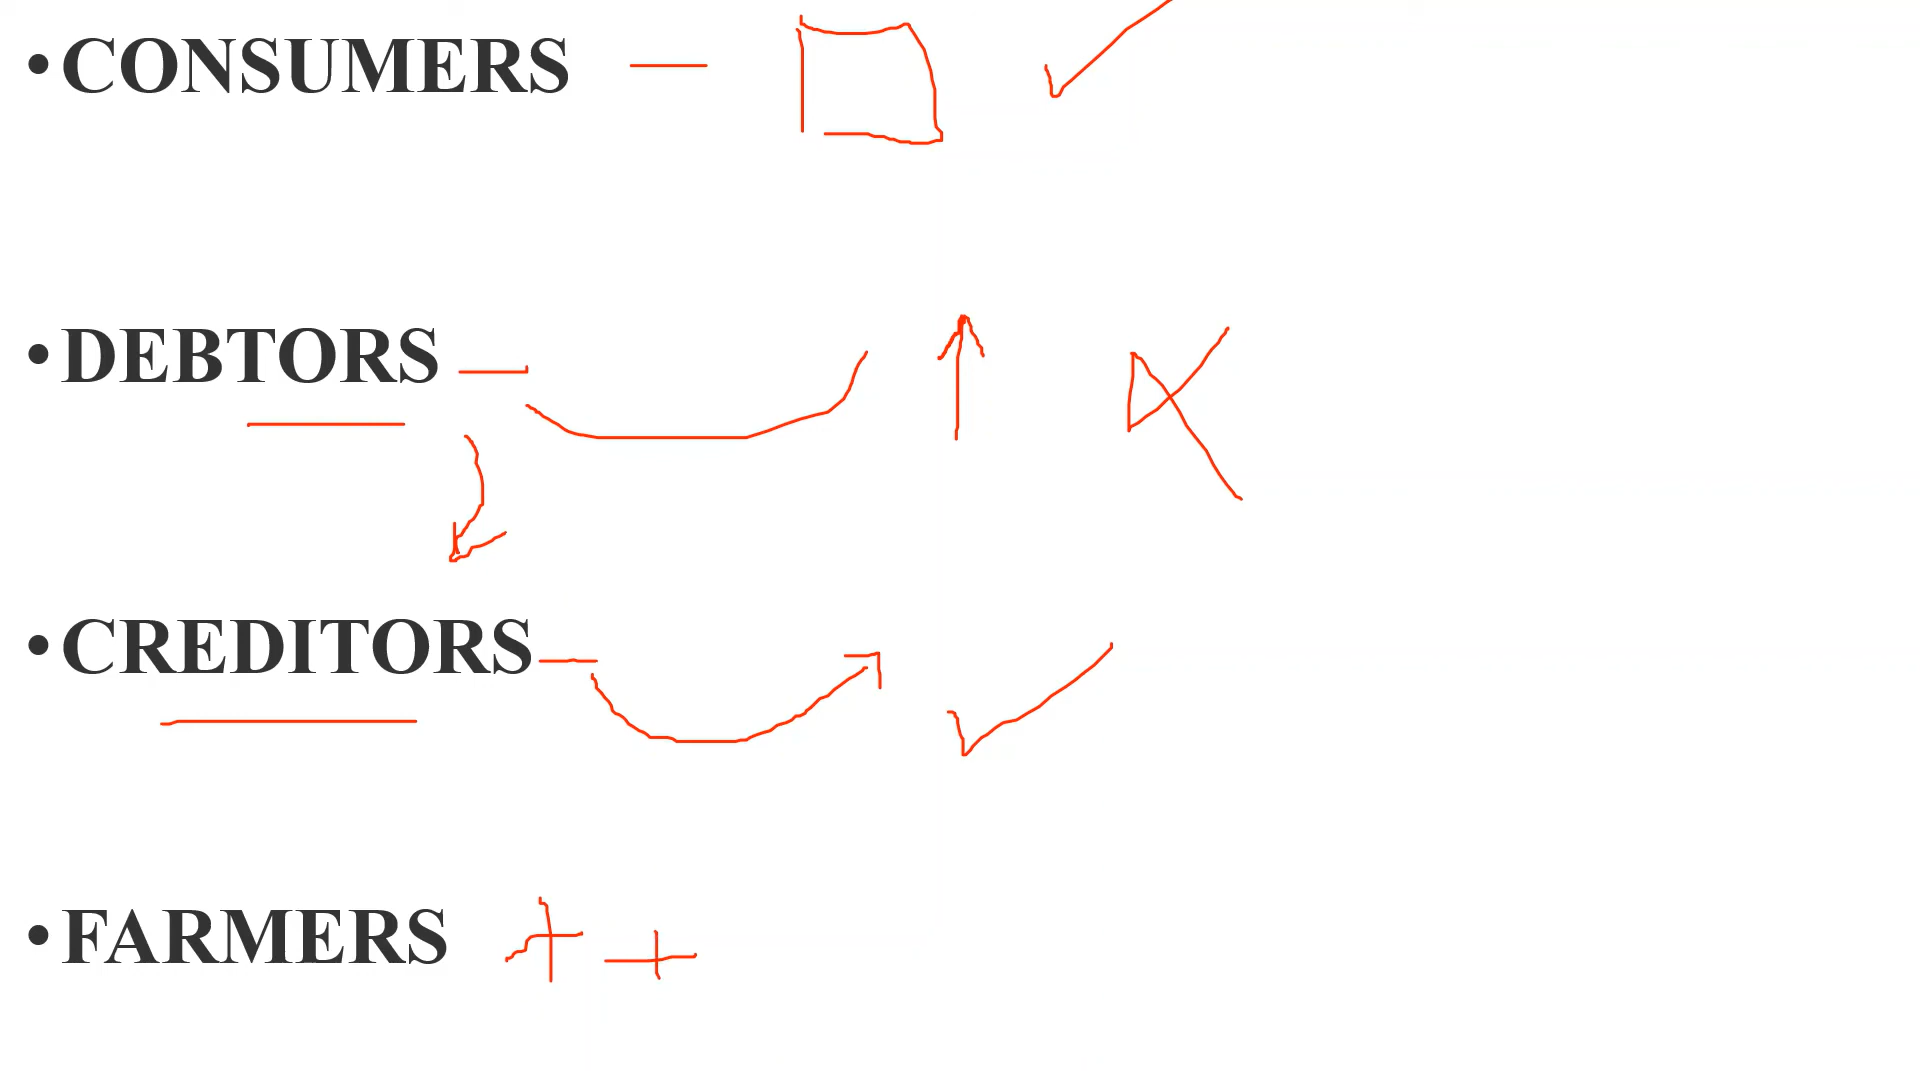 • CONSUMERS
• DEBTORS
• CREDITORS
• FARMERS ++